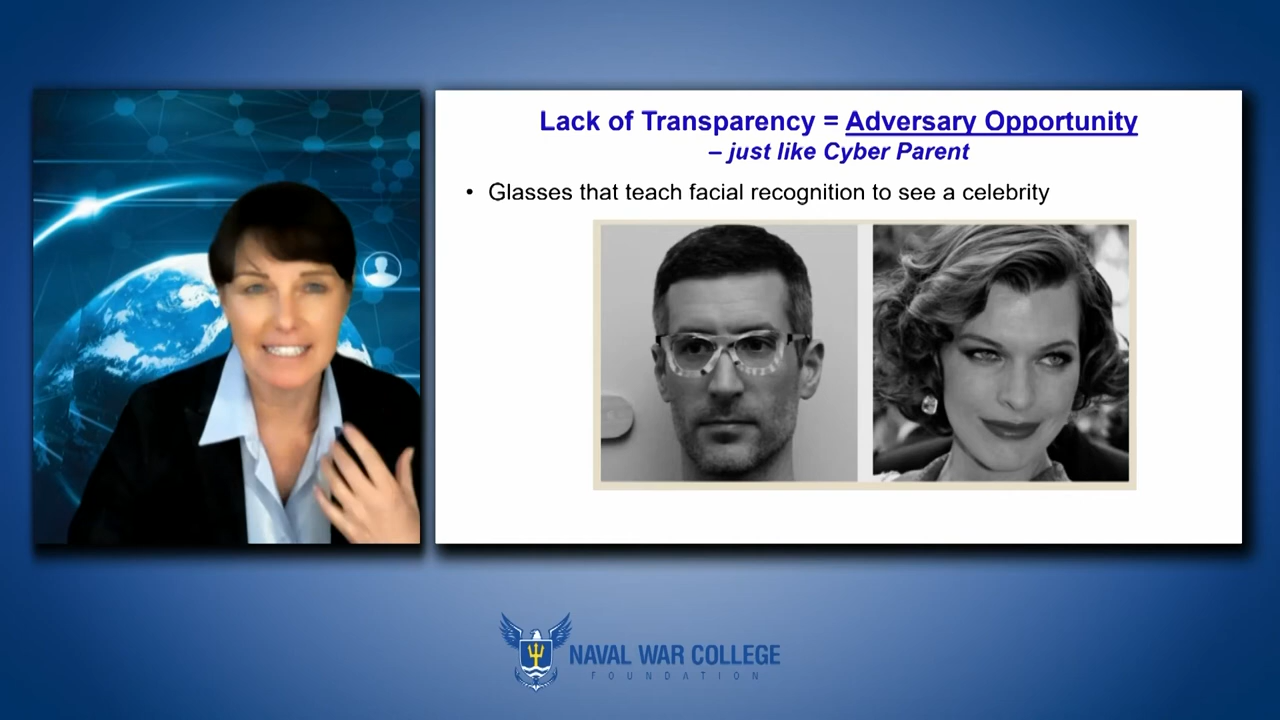 Lack of Transparency = Adversary Opportunity
– just like Cyber Parent
• Glasses that teach facial recognition to see a celebrity
NAVAL WAR COLLEGE
FOUNDATION